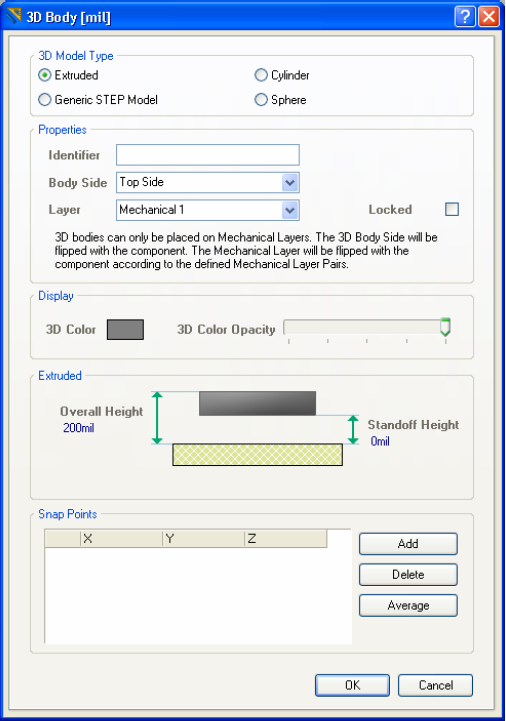 3D Body [mil]
3D Model Type
Extruded
Cylinder
Generic STEP Model
Sphere
Properties
Identifier
Body Side
Top Side
Layer
Mechanical 1
Locked
3D bodies can only be placed on Mechanical Layers. The 3D Body Side will be
flipped with the component. The Mechanical Layer will be flipped with the
component according to the defined Mechanical Layer Pairs.
Display
3D Color
3D Color Opacity
Extruded
Overall Height
200mil
Standoff Height
0mil
Snap Points
X Y Z
Add
Delete
Average
OK
Cancel